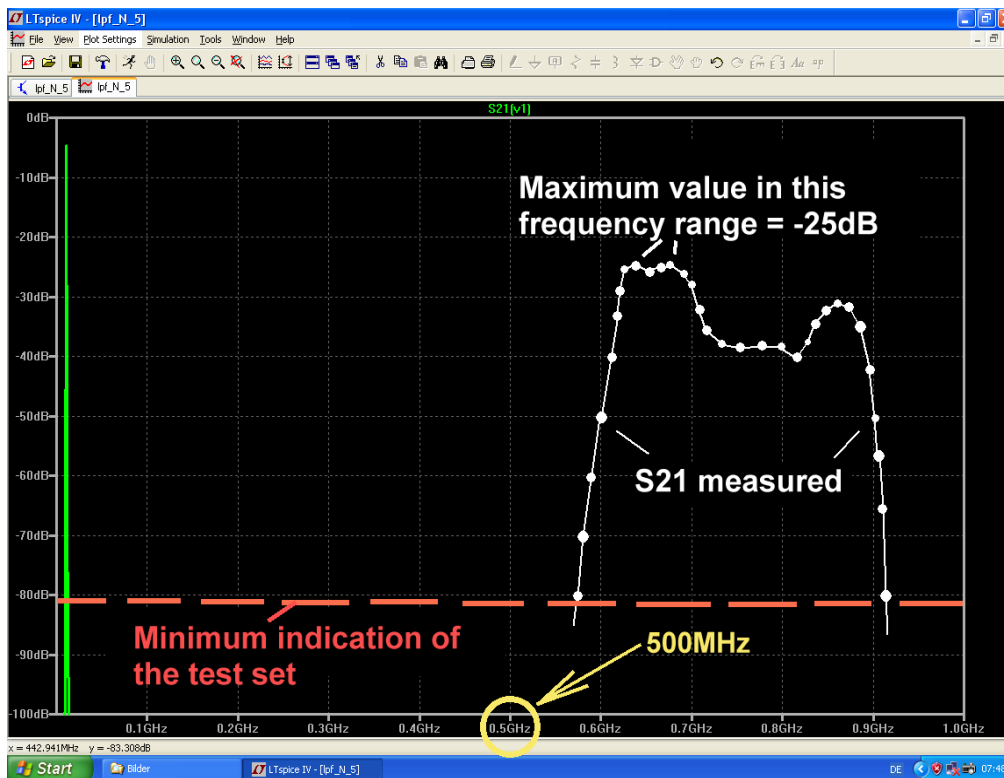 LTspice IV - [lpf_N_5]
File View Plot Settings Simulation Tools Window Help
lpf_N_5 lpf_N_5
S21(v1)
0dB
-10dB
-20dB
-30dB
-40dB
-50dB
-60dB
-70dB
-80dB
-90dB
-100dB
Maximum value in this
frequency range = -25dB
S21 measured
Minimum indication of
the test set
500MHz
0.1GHz 0.2GHz 0.3GHz 0.4GHz 0.5GHz 0.6GHz 0.7GHz 0.8GHz 0.9GHz 1.0GHz
x = 442.941MHz y = -83.308dB
Start Bilder LTspice IV - [lpf_N_5] DE 07:48